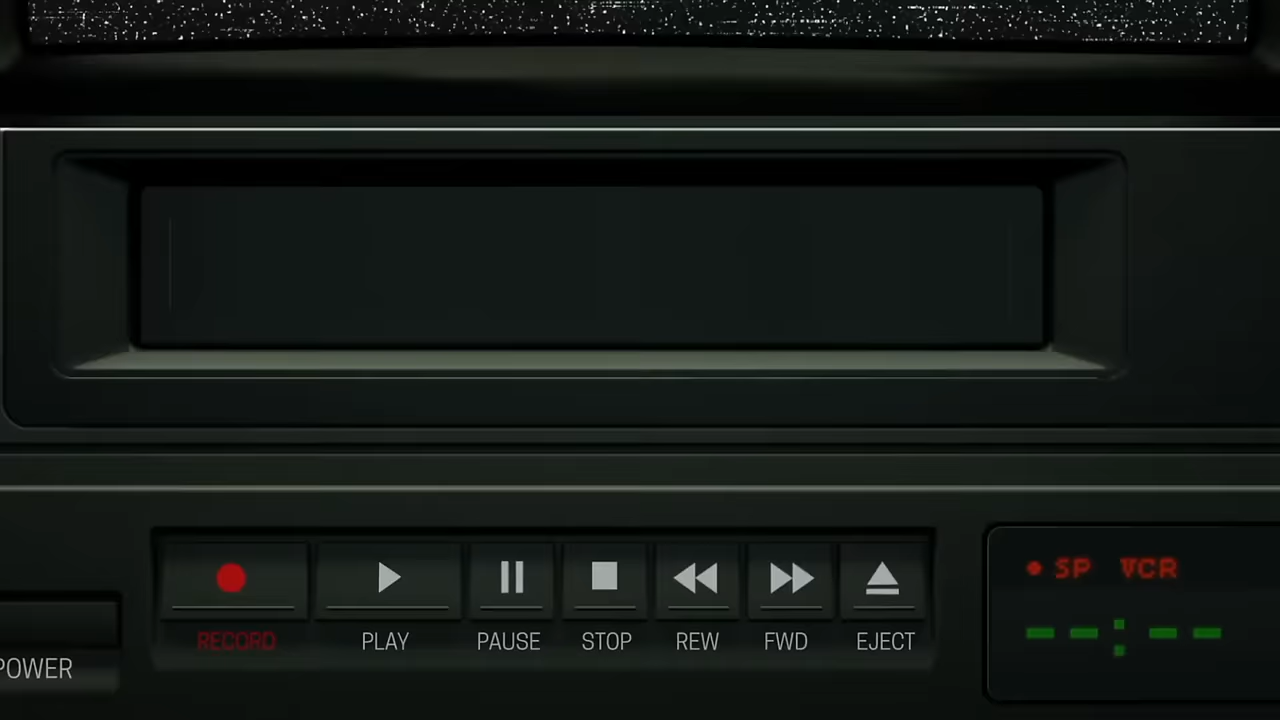 SP VCR
--:--
RECORD PLAY PAUSE STOP REW FWD EJECT
POWER